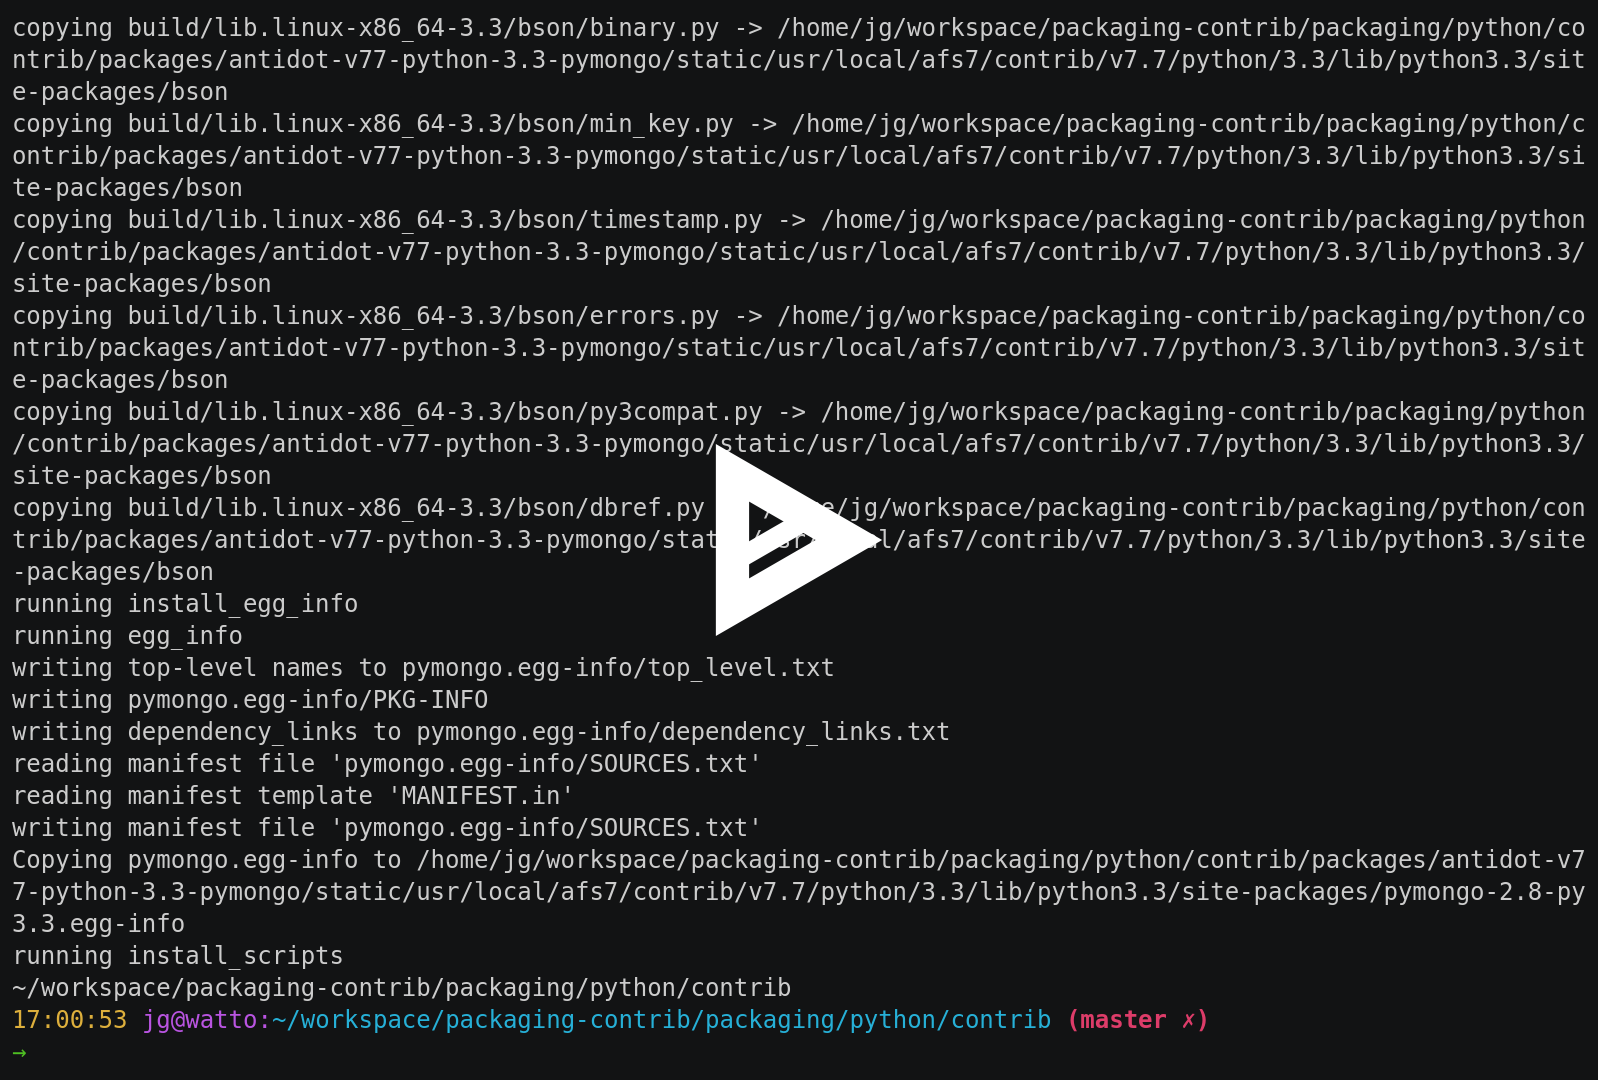 copying build/lib.linux-x86_64-3.3/bson/binary.py -> /home/jg/workspace/packaging-contrib/packaging/python/co
ntrib/packages/antidot-v77-python-3.3-pymongo/static/usr/local/afs7/contrib/v7.7/python/3.3/lib/python3.3/sit
e-packages/bson
copying build/lib.linux-x86_64-3.3/bson/min_key.py -> /home/jg/workspace/packaging-contrib/packaging/python/c
ontrib/packages/antidot-v77-python-3.3-pymongo/static/usr/local/afs7/contrib/v7.7/python/3.3/lib/python3.3/si
te-packages/bson
copying build/lib.linux-x86_64-3.3/bson/timestamp.py -> /home/jg/workspace/packaging-contrib/packaging/python
/contrib/packages/antidot-v77-python-3.3-pymongo/static/usr/local/afs7/contrib/v7.7/python/3.3/lib/python3.3/
site-packages/bson
copying build/lib.linux-x86_64-3.3/bson/errors.py -> /home/jg/workspace/packaging-contrib/packaging/python/co
ntrib/packages/antidot-v77-python-3.3-pymongo/static/usr/local/afs7/contrib/v7.7/python/3.3/lib/python3.3/sit
e-packages/bson
copying build/lib.linux-x86_64-3.3/bson/py3compat.py -> /home/jg/workspace/packaging-contrib/packaging/python
/contrib/packages/antidot-v77-python-3.3-pymongo/static/usr/local/afs7/contrib/v7.7/python/3.3/lib/python3.3/
site-packages/bson
copying build/lib.linux-x86_64-3.3/bson/dbref.py /jg/workspace/packaging-contrib/packaging/python/con
trib/packages/antidot-v77-python-3.3-pymongo/ /afs7/contrib/v7.7/python/3.3/lib/python3.3/site
-packages/bson
running install_egg_info
running egg_info
writing top-level names to pymongo.egg-info/top_level.txt
writing pymongo.egg-info/PKG-INFO
writing dependency_links to pymongo.egg-info/dependency_links.txt
reading manifest file 'pymongo.egg-info/SOURCES.txt'
reading manifest template 'MANIFEST.in'
writing manifest file 'pymongo.egg-info/SOURCES.txt'
Copying pymongo.egg-info to /home/jg/workspace/packaging-contrib/packaging/python/contrib/packages/antidot-v7
7-python-3.3-pymongo/static/usr/local/afs7/contrib/v7.7/python/3.3/lib/python3.3/site-packages/pymongo-2.8-py
3.3.egg-info
running install_scripts
~/workspace/packaging-contrib/packaging/python/contrib
17:00:53 jg@watto:~/workspace/packaging-contrib/packaging/python/contrib (master ✗)
→